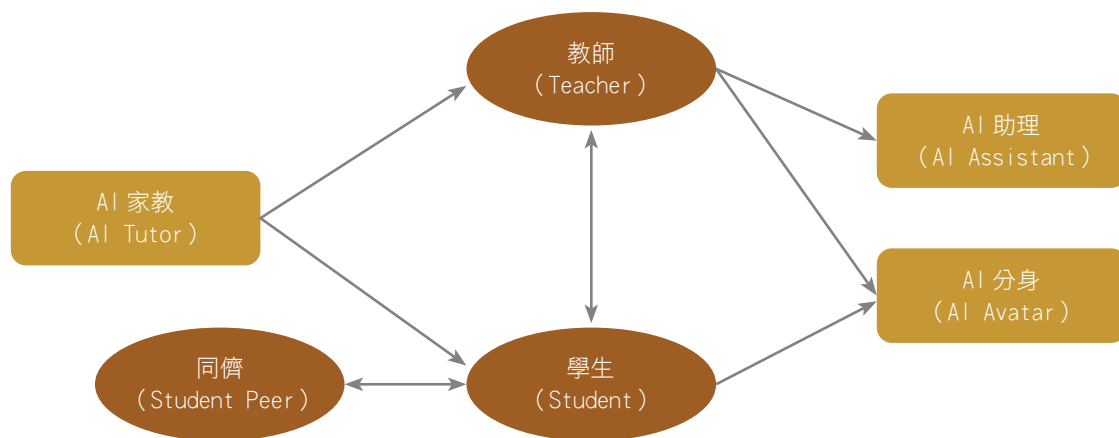 教師
（Teacher）
AI 助理
（AI Assistant）
AI 家教
（AI Tutor）
AI 分身
（AI Avatar）
同儕
（Student Peer）
學生
（Student）